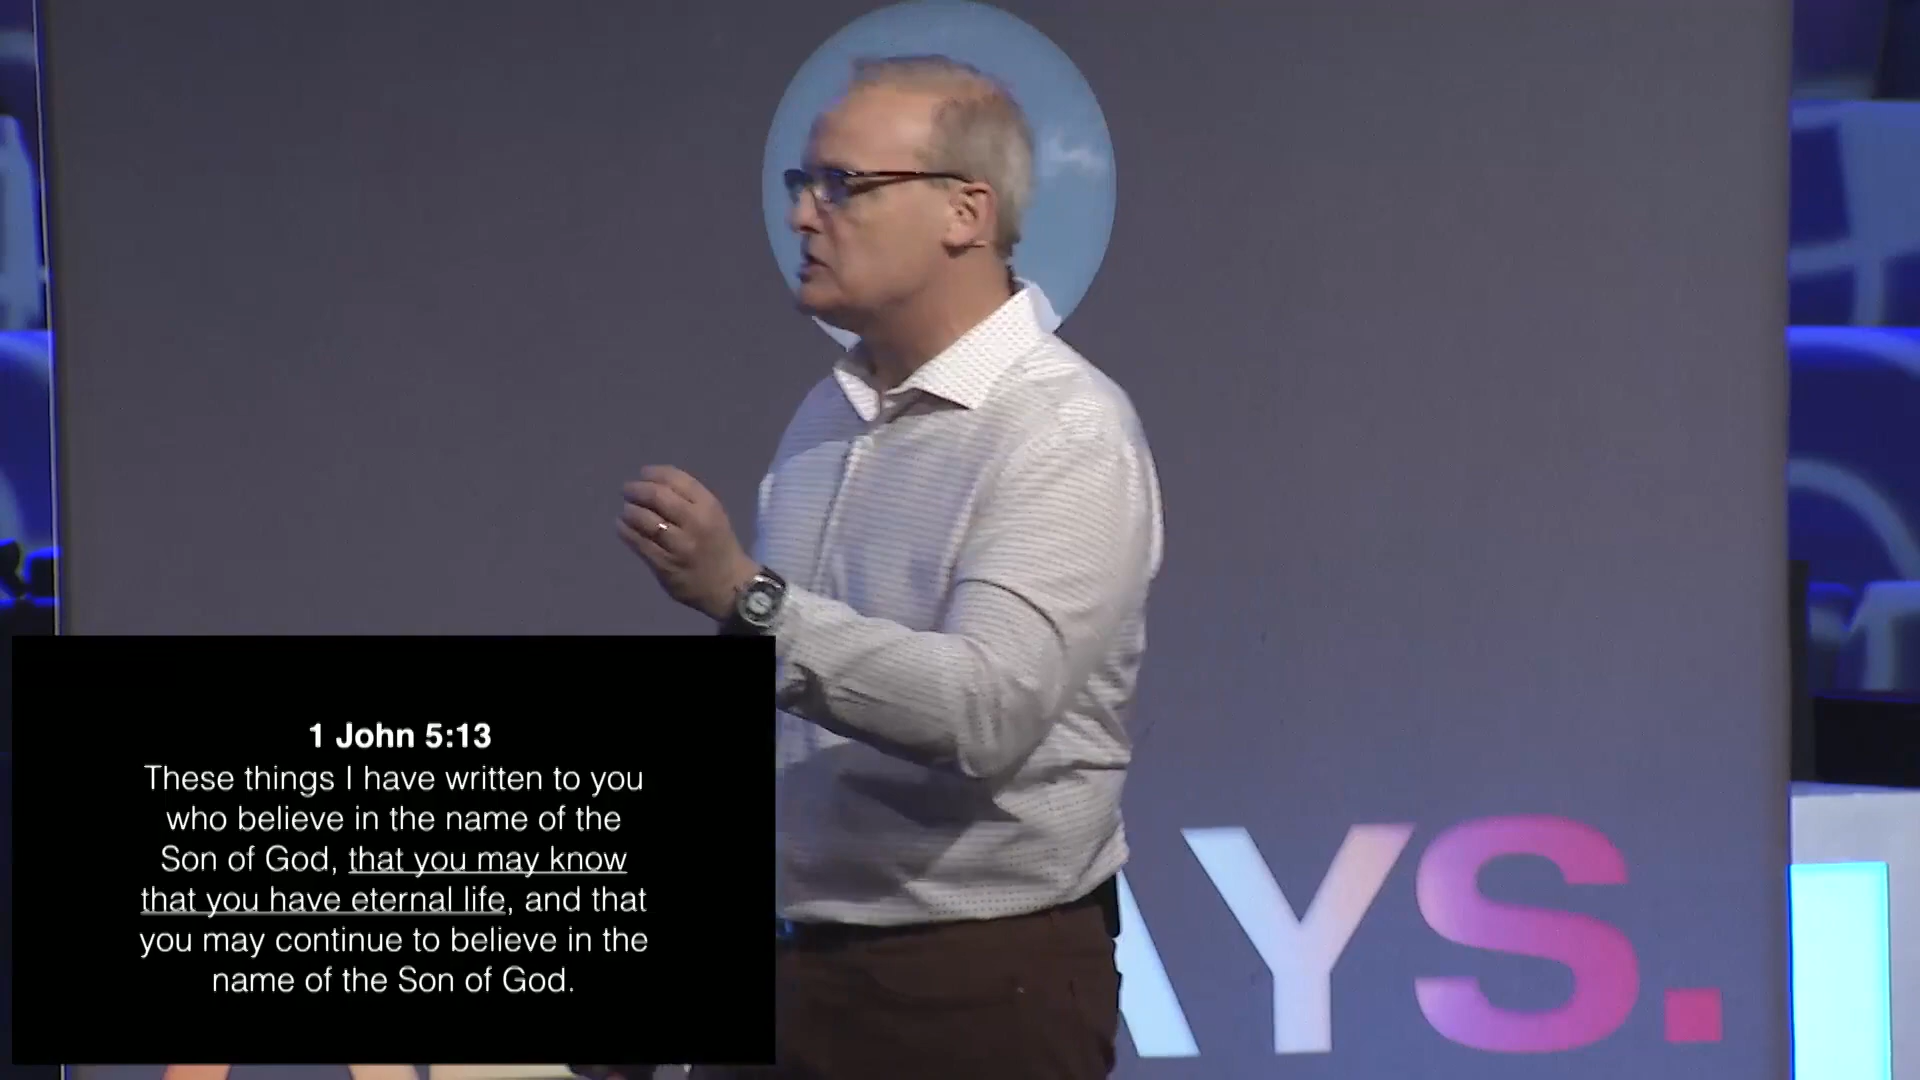 1 John 5:13
These things I have written to you
who believe in the name of the
Son of God, that you may know
that you have eternal life, and that
you may continue to believe in the
name of the Son of God.
AYS.